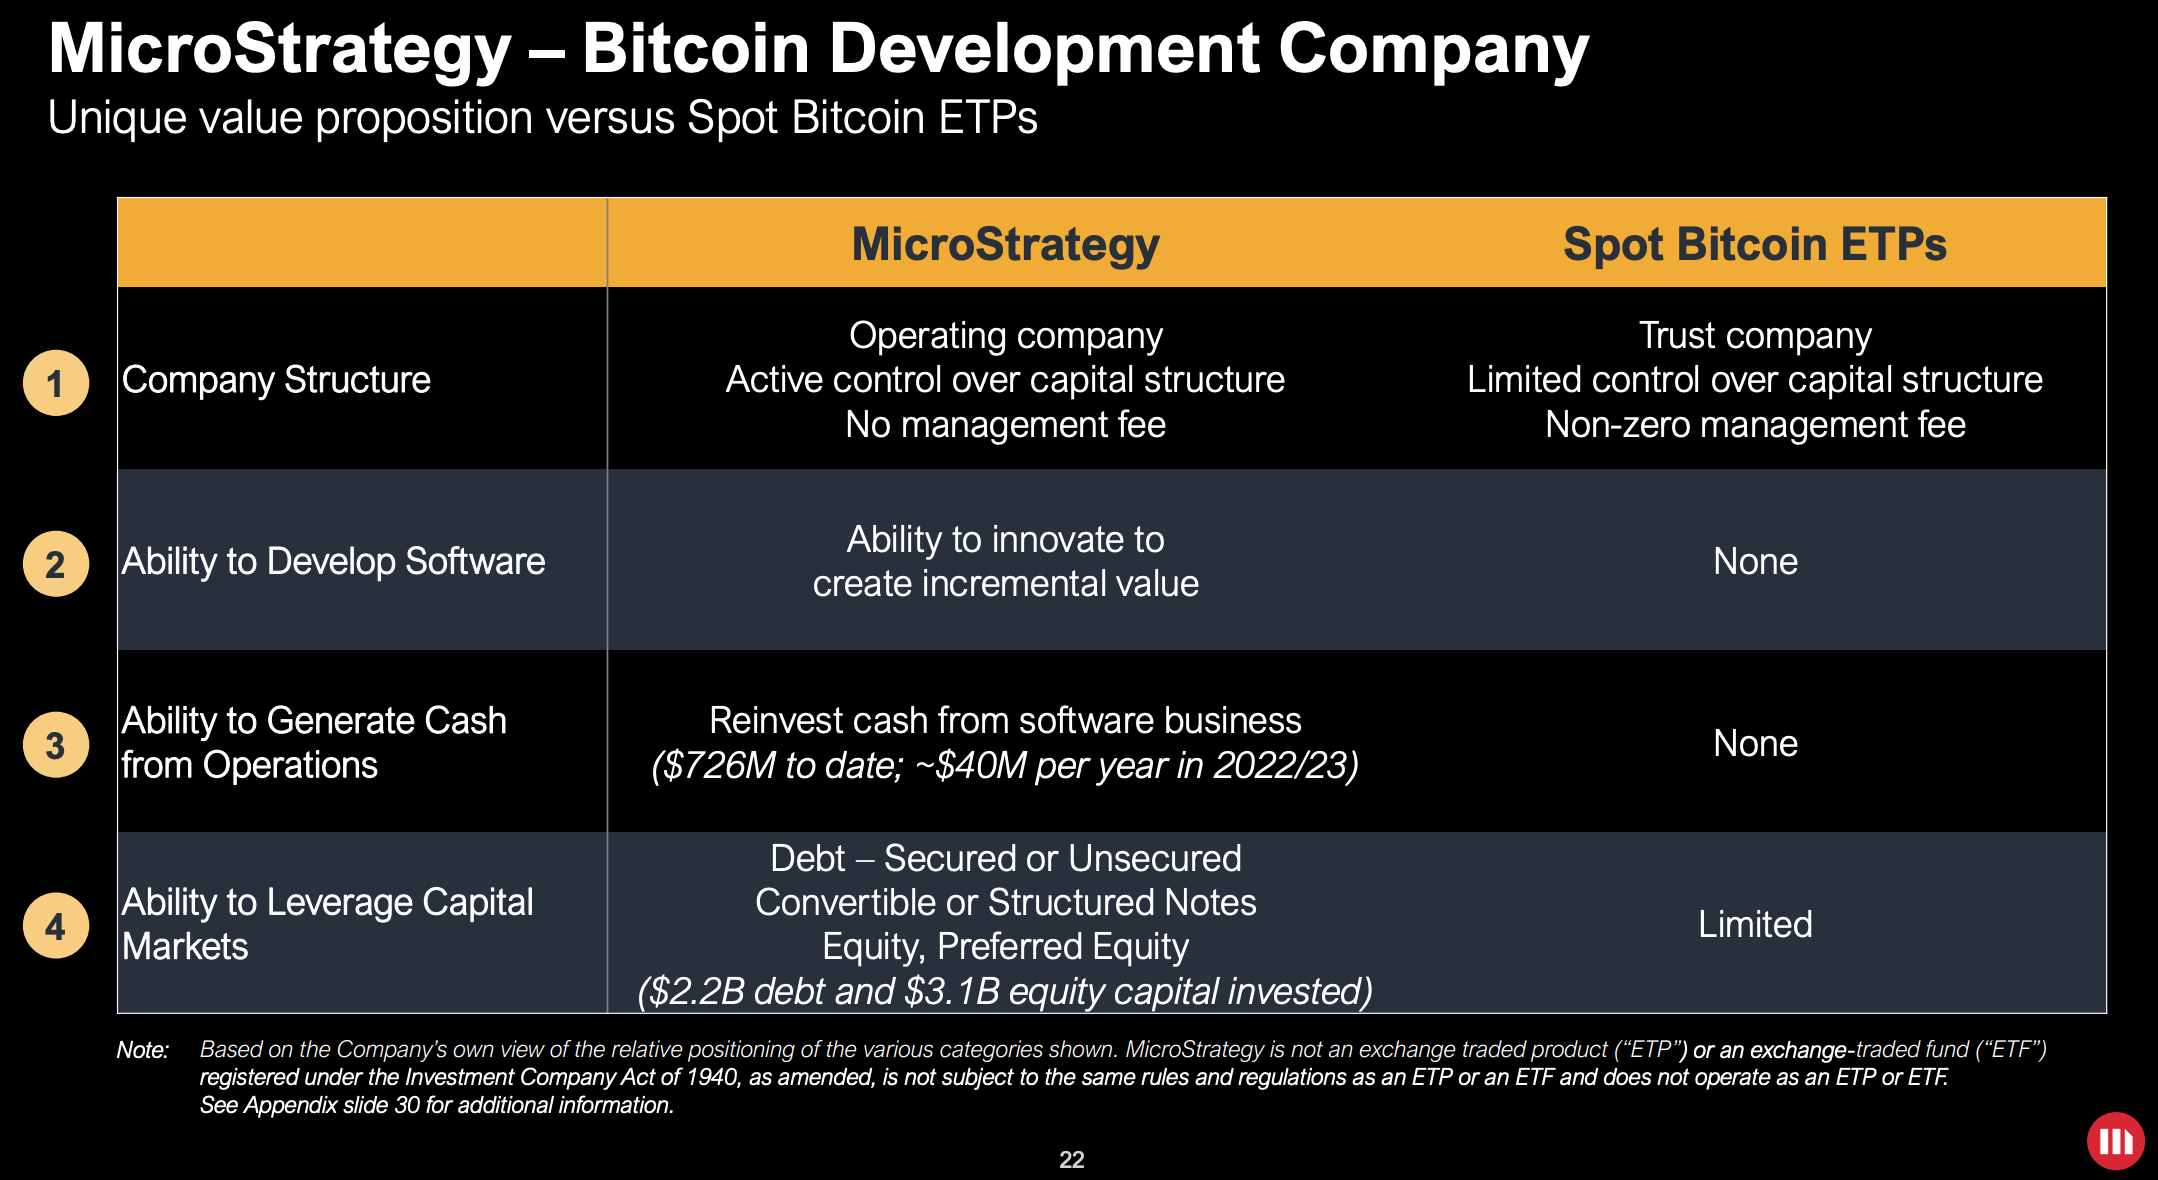 MicroStrategy – Bitcoin Development Company
Unique value proposition versus Spot Bitcoin ETPs
MicroStrategy
Spot Bitcoin ETPs
1
Company Structure
Operating company
Active control over capital structure
No management fee
Trust company
Limited control over capital structure
Non-zero management fee
2
Ability to Develop Software
Ability to innovate to
create incremental value
None
3
Ability to Generate Cash
from Operations
Reinvest cash from software business
($726M to date; ~$40M per year in 2022/23)
None
4
Ability to Leverage Capital
Markets
Debt – Secured or Unsecured
Convertible or Structured Notes
Equity, Preferred Equity
($2.2B debt and $3.1B equity capital invested)
Limited
Note: Based on the Company’s own view of the relative positioning of the various categories shown. MicroStrategy is not an exchange traded product (“ETP”) or an exchange-traded fund (“ETF”)
registered under the Investment Company Act of 1940, as amended, is not subject to the same rules and regulations as an ETP or an ETF and does not operate as an ETP or ETF.
See Appendix slide 30 for additional information.
22